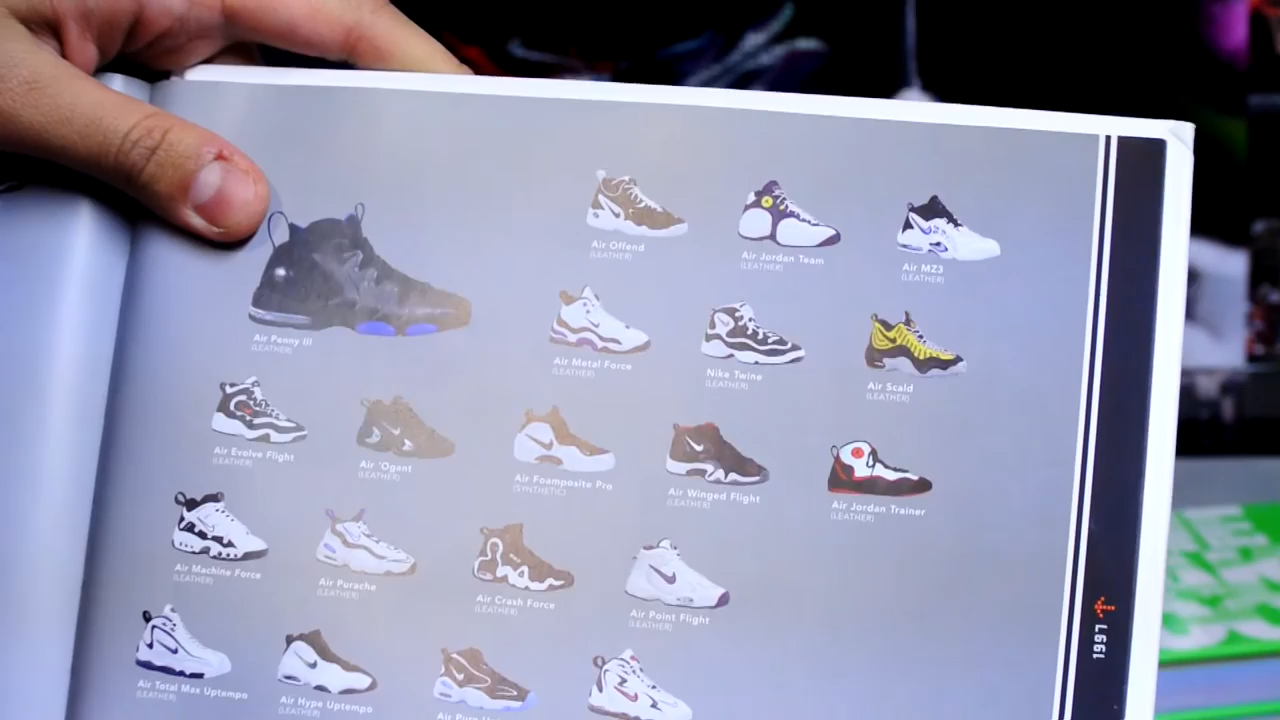 Air Offend
(LEATHER)
Air Jordan Team
(LEATHER)
Air MZ3
(LEATHER)
Air Penny III
(LEATHER)
Air Metal Force
(LEATHER)
Nike Twine
(LEATHER)
Air Scald
(LEATHER)
Air Evolve Flight
(LEATHER)
Air 'Ogant
(LEATHER)
Air Foamposite Pro
(SYNTHETIC)
Air Winged Flight
(LEATHER)
Air Jordan Trainer
(LEATHER)
Air Machine Force
(LEATHER)
Air Purache
(LEATHER)
Air Crash Force
(LEATHER)
Air Point Flight
(LEATHER)
1997
Air Total Max Uptempo
(LEATHER)
Air Hype Uptempo
(LEATHER)
Air